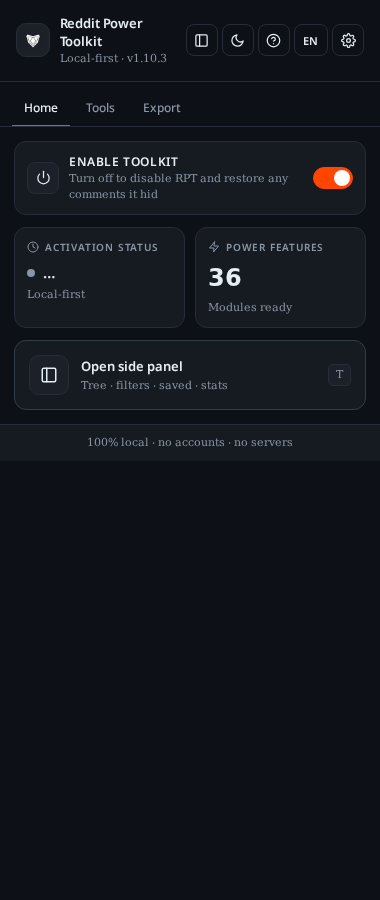 Reddit Power
Toolkit
Local-first · v1.10.3
EN
Home
Tools
Export
ENABLE TOOLKIT
Turn off to disable RPT and restore any
comments it hid
ACTIVATION STATUS
...
Local-first
POWER FEATURES
36
Modules ready
Open side panel
Tree · filters · saved · stats
T
100% local · no accounts · no servers